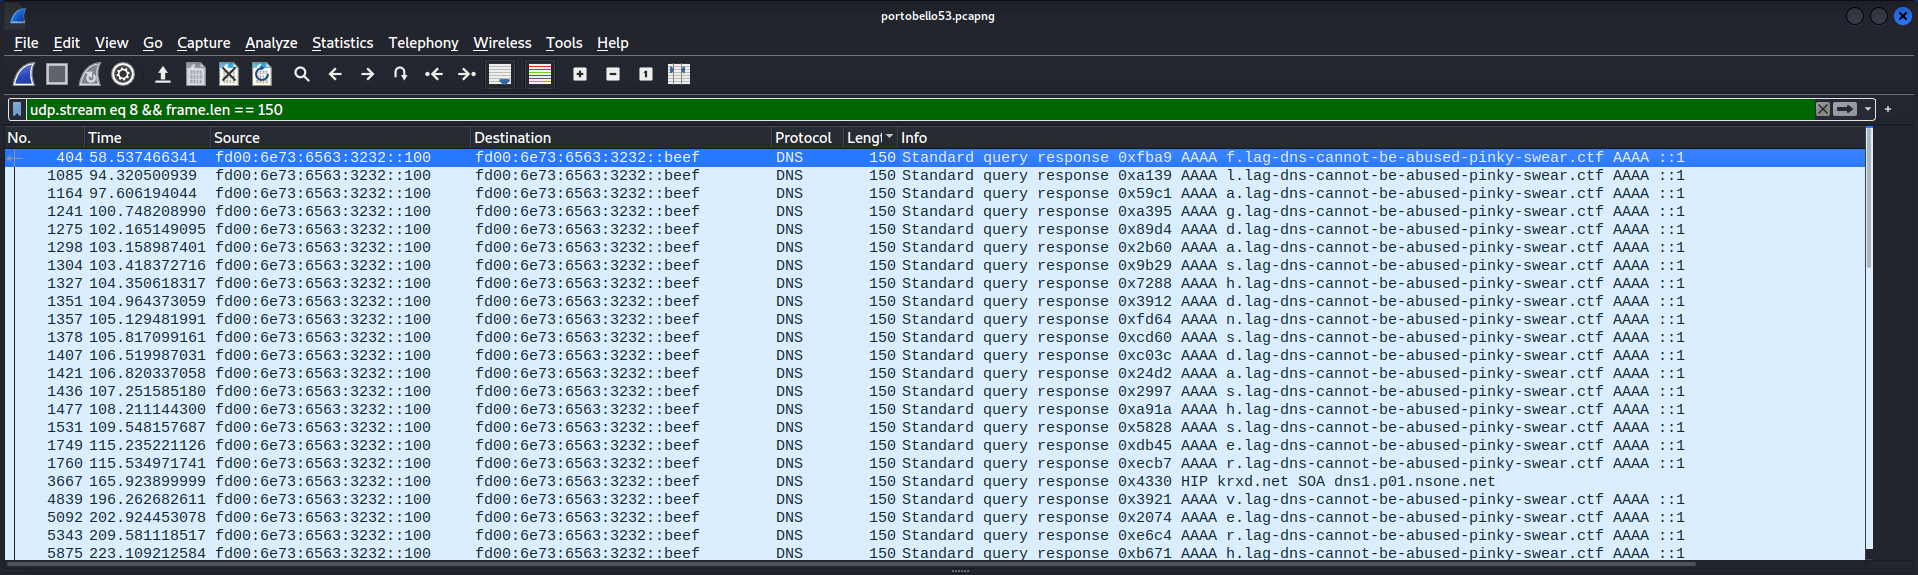 portobello53.pcapng
File Edit View Go Capture Analyze Statistics Telephony Wireless Tools Help
udp.stream eq 8 && frame.len == 150
No. Time Source Destination Protocol Lengt Info
404 58.537466341 fd00:6e73:6563:3232::100 fd00:6e73:6563:3232::beef DNS 150 Standard query response 0xfba9 AAAA f.lag-dns-cannot-be-abused-pinky-swear.ctf AAAA ::1
1085 94.320500939 fd00:6e73:6563:3232::100 fd00:6e73:6563:3232::beef DNS 150 Standard query response 0xa139 AAAA l.lag-dns-cannot-be-abused-pinky-swear.ctf AAAA ::1
1164 97.606194044 fd00:6e73:6563:3232::100 fd00:6e73:6563:3232::beef DNS 150 Standard query response 0x59c1 AAAA a.lag-dns-cannot-be-abused-pinky-swear.ctf AAAA ::1
1241 100.748208990 fd00:6e73:6563:3232::100 fd00:6e73:6563:3232::beef DNS 150 Standard query response 0xa395 AAAA g.lag-dns-cannot-be-abused-pinky-swear.ctf AAAA ::1
1275 102.165149095 fd00:6e73:6563:3232::100 fd00:6e73:6563:3232::beef DNS 150 Standard query response 0x89d4 AAAA d.lag-dns-cannot-be-abused-pinky-swear.ctf AAAA ::1
1298 103.158987401 fd00:6e73:6563:3232::100 fd00:6e73:6563:3232::beef DNS 150 Standard query response 0x2b60 AAAA a.lag-dns-cannot-be-abused-pinky-swear.ctf AAAA ::1
1304 103.418372716 fd00:6e73:6563:3232::100 fd00:6e73:6563:3232::beef DNS 150 Standard query response 0x9b29 AAAA s.lag-dns-cannot-be-abused-pinky-swear.ctf AAAA ::1
1327 104.350618317 fd00:6e73:6563:3232::100 fd00:6e73:6563:3232::beef DNS 150 Standard query response 0x7288 AAAA h.lag-dns-cannot-be-abused-pinky-swear.ctf AAAA ::1
1351 104.964373059 fd00:6e73:6563:3232::100 fd00:6e73:6563:3232::beef DNS 150 Standard query response 0x3912 AAAA d.lag-dns-cannot-be-abused-pinky-swear.ctf AAAA ::1
1357 105.129481991 fd00:6e73:6563:3232::100 fd00:6e73:6563:3232::beef DNS 150 Standard query response 0xfd64 AAAA n.lag-dns-cannot-be-abused-pinky-swear.ctf AAAA ::1
1378 105.817099161 fd00:6e73:6563:3232::100 fd00:6e73:6563:3232::beef DNS 150 Standard query response 0xcd60 AAAA s.lag-dns-cannot-be-abused-pinky-swear.ctf AAAA ::1
1407 106.519987031 fd00:6e73:6563:3232::100 fd00:6e73:6563:3232::beef DNS 150 Standard query response 0xc03c AAAA d.lag-dns-cannot-be-abused-pinky-swear.ctf AAAA ::1
1421 106.820337058 fd00:6e73:6563:3232::100 fd00:6e73:6563:3232::beef DNS 150 Standard query response 0x24d2 AAAA a.lag-dns-cannot-be-abused-pinky-swear.ctf AAAA ::1
1436 107.251585180 fd00:6e73:6563:3232::100 fd00:6e73:6563:3232::beef DNS 150 Standard query response 0x2997 AAAA s.lag-dns-cannot-be-abused-pinky-swear.ctf AAAA ::1
1477 108.211144300 fd00:6e73:6563:3232::100 fd00:6e73:6563:3232::beef DNS 150 Standard query response 0xa91a AAAA h.lag-dns-cannot-be-abused-pinky-swear.ctf AAAA ::1
1531 109.548157687 fd00:6e73:6563:3232::100 fd00:6e73:6563:3232::beef DNS 150 Standard query response 0x5828 AAAA s.lag-dns-cannot-be-abused-pinky-swear.ctf AAAA ::1
1749 115.235221126 fd00:6e73:6563:3232::100 fd00:6e73:6563:3232::beef DNS 150 Standard query response 0xdb45 AAAA e.lag-dns-cannot-be-abused-pinky-swear.ctf AAAA ::1
1760 115.534971741 fd00:6e73:6563:3232::100 fd00:6e73:6563:3232::beef DNS 150 Standard query response 0xecb7 AAAA r.lag-dns-cannot-be-abused-pinky-swear.ctf AAAA ::1
3667 165.923899999 fd00:6e73:6563:3232::100 fd00:6e73:6563:3232::beef DNS 150 Standard query response 0x4330 HIP krxd.net SOA dns1.p01.nsone.net
4839 196.262682611 fd00:6e73:6563:3232::100 fd00:6e73:6563:3232::beef DNS 150 Standard query response 0x3921 AAAA v.lag-dns-cannot-be-abused-pinky-swear.ctf AAAA ::1
5092 202.924453078 fd00:6e73:6563:3232::100 fd00:6e73:6563:3232::beef DNS 150 Standard query response 0x2074 AAAA e.lag-dns-cannot-be-abused-pinky-swear.ctf AAAA ::1
5343 209.581118517 fd00:6e73:6563:3232::100 fd00:6e73:6563:3232::beef DNS 150 Standard query response 0xe6c4 AAAA r.lag-dns-cannot-be-abused-pinky-swear.ctf AAAA ::1
5875 223.109212584 fd00:6e73:6563:3232::100 fd00:6e73:6563:3232::beef DNS 150 Standard query response 0xb671 AAAA h.lag-dns-cannot-be-abused-pinky-swear.ctf AAAA ::1